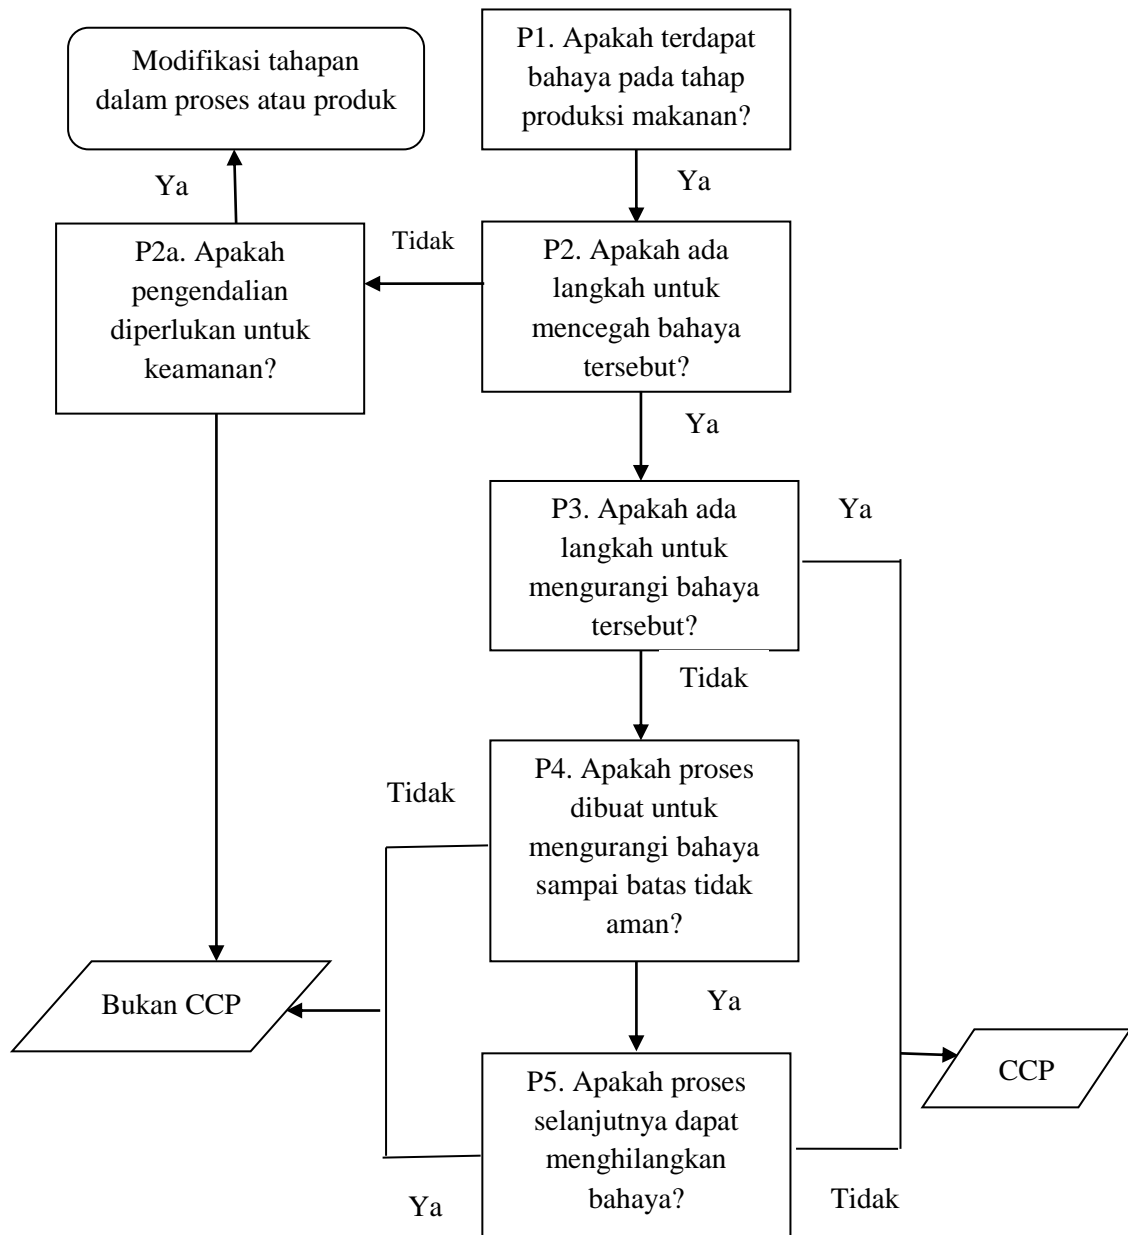 Modifikasi tahapan
dalam proses atau produk
P1. Apakah terdapat
bahaya pada tahap
produksi makanan?
Ya
Ya
P2a. Apakah
pengendalian
diperlukan untuk
keamanan?
Tidak
P2. Apakah ada
langkah untuk
mencegah bahaya
tersebut?
Ya
P3. Apakah ada
langkah untuk
mengurangi bahaya
tersebut?
Ya
Tidak
P4. Apakah proses
dibuat untuk
mengurangi bahaya
sampai batas tidak
aman?
Tidak
Ya
Bukan CCP
CCP
P5. Apakah proses
selanjutnya dapat
menghilangkan
bahaya?
Ya
Tidak